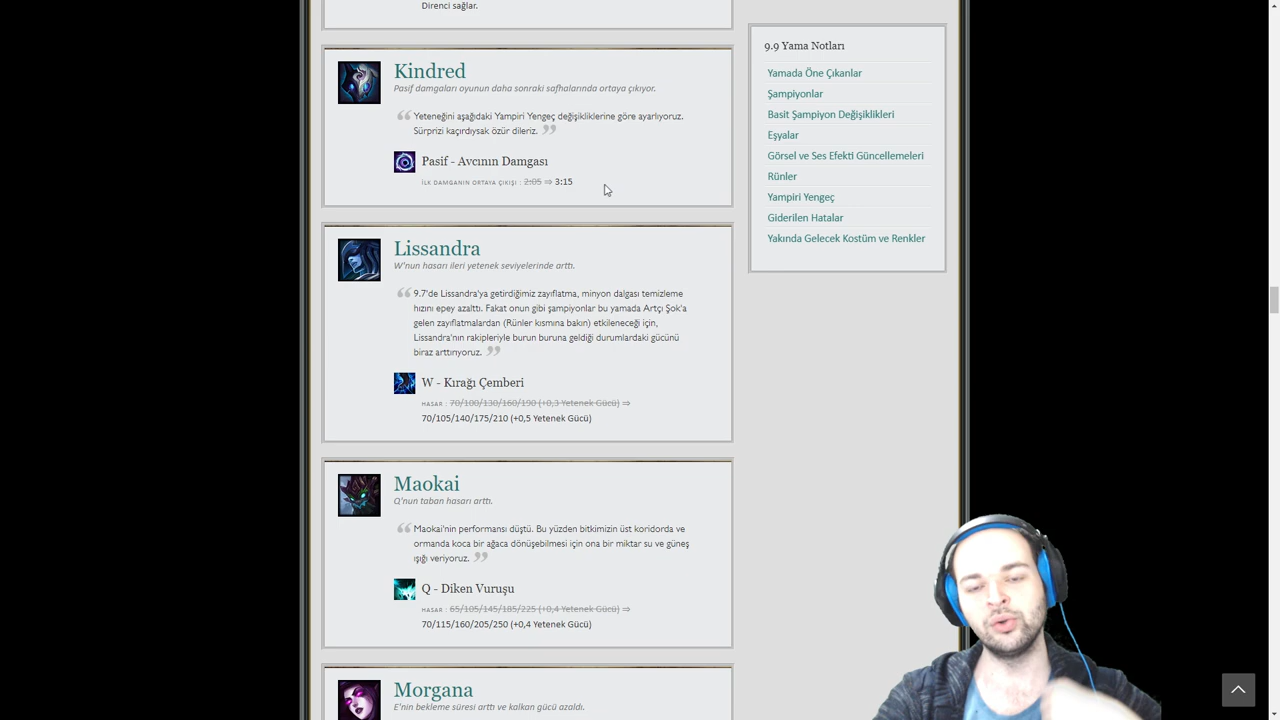 Direnci sağlar.
Kindred
Pasif damgaları oyunun daha sonraki safhalarında ortaya çıkıyor.
Yeteneğini aşağıdaki Yampiri Yengeç değişikliklerine göre ayarlıyoruz.
Sürprizi kaçırdıysak özür dileriz.
Pasif - Avcının Damgası
İLK DAMGANIN ORTAYA ÇIKIŞI : 2:05 ⇒ 3:15
Lissandra
W'nun hasarı ileri yetenek seviyelerinde arttı.
9.7'de Lissandra'ya getirdiğimiz zayıflatma, minyon dalgası temizleme
hızını epey azalttı. Fakat onun gibi şampiyonlar bu yamada Artçı Şok'a
gelen zayıflatmalardan (Rünler kısmına bakın) etkileneceği için,
Lissandra'nın rakipleriyle burun buruna geldiği durumlardaki gücünü
biraz arttırıyoruz.
W - Kırağı Çemberi
HASAR : 70/100/130/160/190 (+0,3 Yetenek Gücü) ⇒
70/105/140/175/210 (+0,5 Yetenek Gücü)
Maokai
Q'nun taban hasarı arttı.
Maokai'nin performansı düştü. Bu yüzden bitkimizin üst koridorda ve
ormanda koca bir ağaca dönüşebilmesi için ona bir miktar su ve güneş
ışığı veriyoruz.
Q - Diken Vuruşu
HASAR : 65/105/145/185/225 (+0,4 Yetenek Gücü) ⇒
70/115/160/205/250 (+0,4 Yetenek Gücü)
Morgana
E'nin bekleme süresi arttı ve kalkan gücü azaldı.
9.9 Yama Notları
Yamada Öne Çıkanlar
Şampiyonlar
Basit Şampiyon Değişiklikleri
Eşyalar
Görsel ve Ses Efekti Güncellemeleri
Rünler
Yampiri Yengeç
Giderilen Hatalar
Yakında Gelecek Kostüm ve Renkler